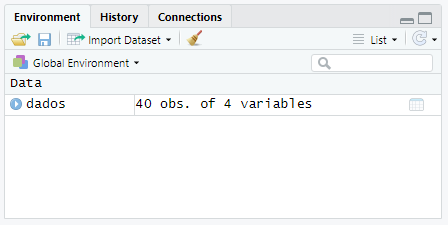 Environment History Connections
Import Dataset List
Global Environment
Data
dados 40 obs. of 4 variables